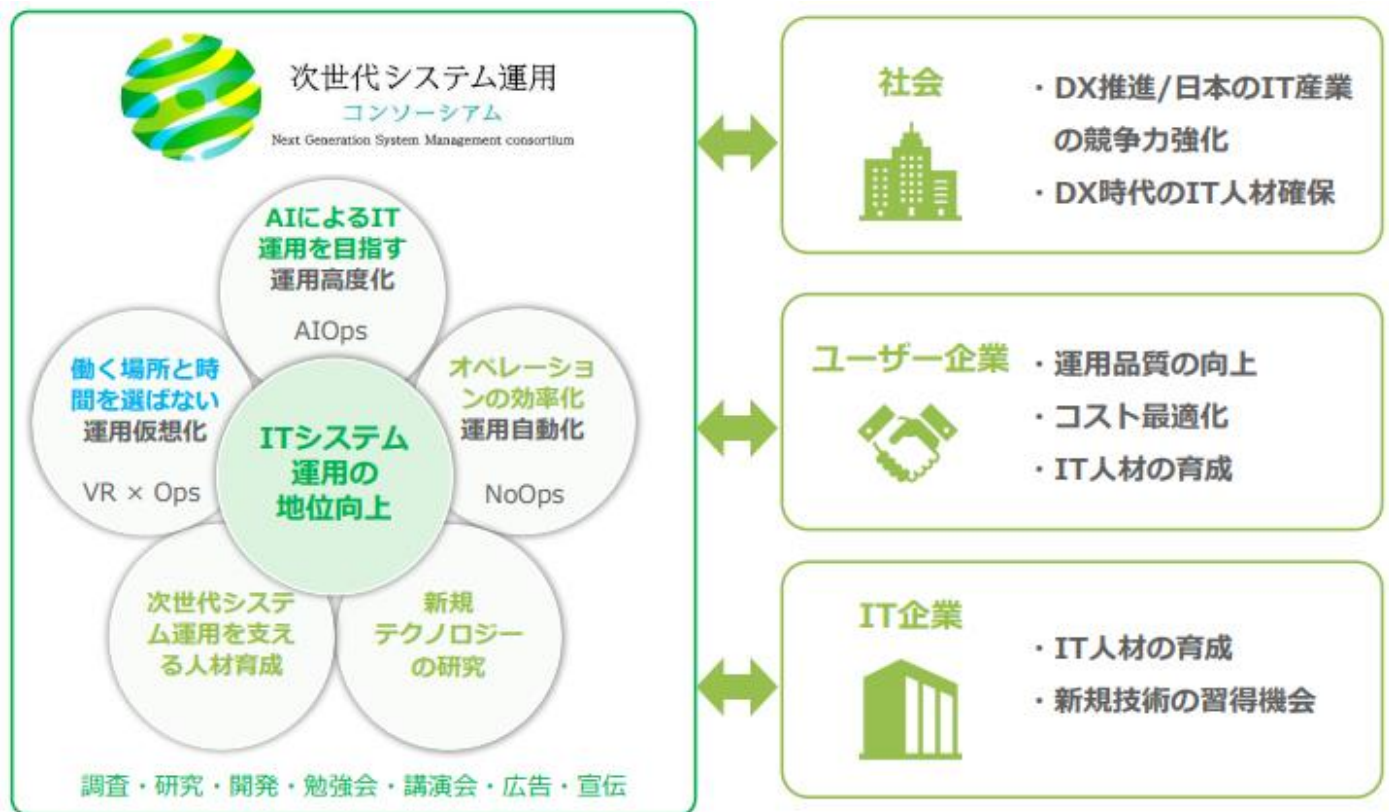 次世代システム運用
コンソーシアム
Next Generation System Management consortium
AIによるIT
運用を目指す
運用高度化
AIOps
働く場所と時
間を選ばない
運用仮想化
VR × Ops
オペレーショ
ンの効率化
運用自動化
NoOps
ITシステム
運用の
地位向上
次世代システ
ム運用を支え
る人材育成
新規
テクノロジー
の研究
調査・研究・開発・勉強会・講演会・広告・宣伝
社会
・DX推進/日本のIT産業
の競争力強化
・DX時代のIT人材確保
ユーザー企業
・運用品質の向上
・コスト最適化
・IT人材の育成
IT企業
・IT人材の育成
・新規技術の習得機会